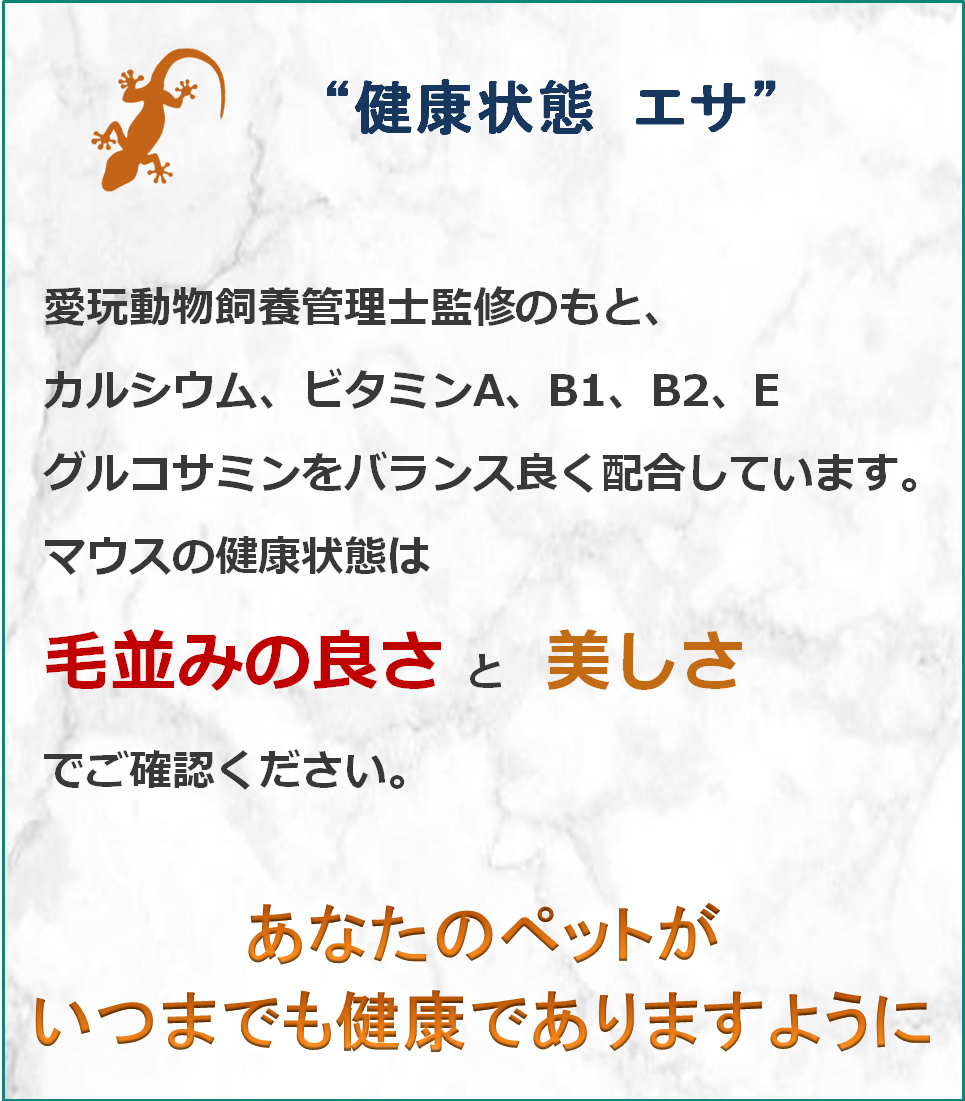 “健康状態　エサ”
愛玩動物飼養管理士監修のもと、
カルシウム、ビタミンA、B1、B2、E
グルコサミンをバランス良く配合しています。
マウスの健康状態は
毛並みの良さ と 美しさ
でご確認ください。
あなたのペットが
いつまでも健康でありますように